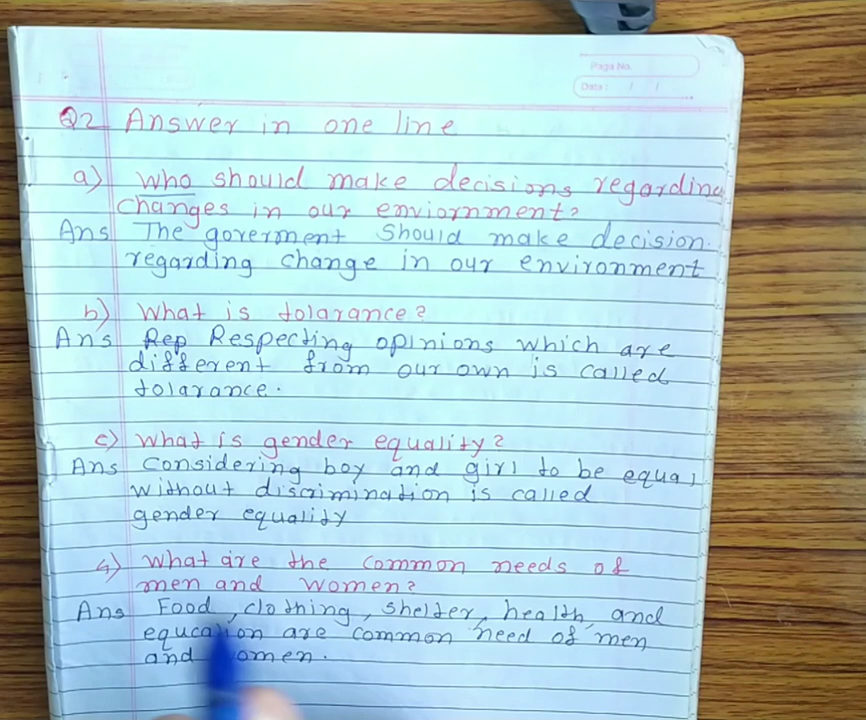 Page No.
Date : / /
Q2 Answer in one line
a) Who should make decisions regarding
changes in our enviornment?
Ans The goverment should make decision
regarding change in our environment
b) What is tolarance?
Ans Rep Respecting opinions which are
different from our own is called
tolarance.
c) What is gender equality?
Ans Considering boy and girl to be equal
without discrimination is called
gender equality
4) What are the common needs of
men and women?
Ans Food, clothing, shelter, health, and
equcation are common need of men
and women.